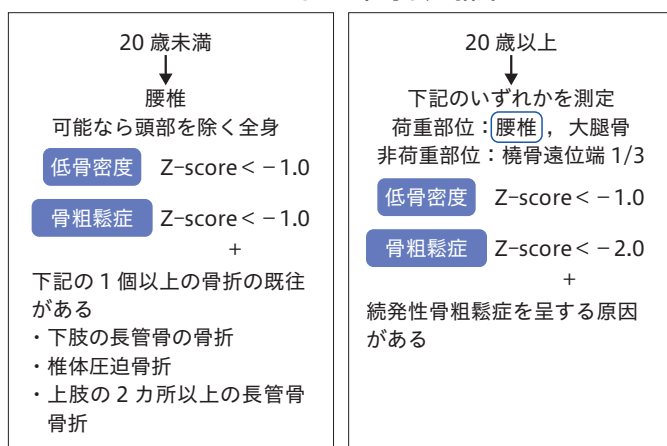 20 歳未満
腰椎
可能なら頭部を除く全身
低骨密度 Z-score＜－1.0
骨粗鬆症 Z-score＜－1.0
+
下記の 1 個以上の骨折の既往
がある
・下肢の長管骨の骨折
・椎体圧迫骨折
・上肢の 2 カ所以上の長管骨
骨折
20 歳以上
下記のいずれかを測定
荷重部位：腰椎，大腿骨
非荷重部位：橈骨遠位端 1/3
低骨密度 Z-score＜－1.0
骨粗鬆症 Z-score＜－2.0
+
続発性骨粗鬆症を呈する原因
がある